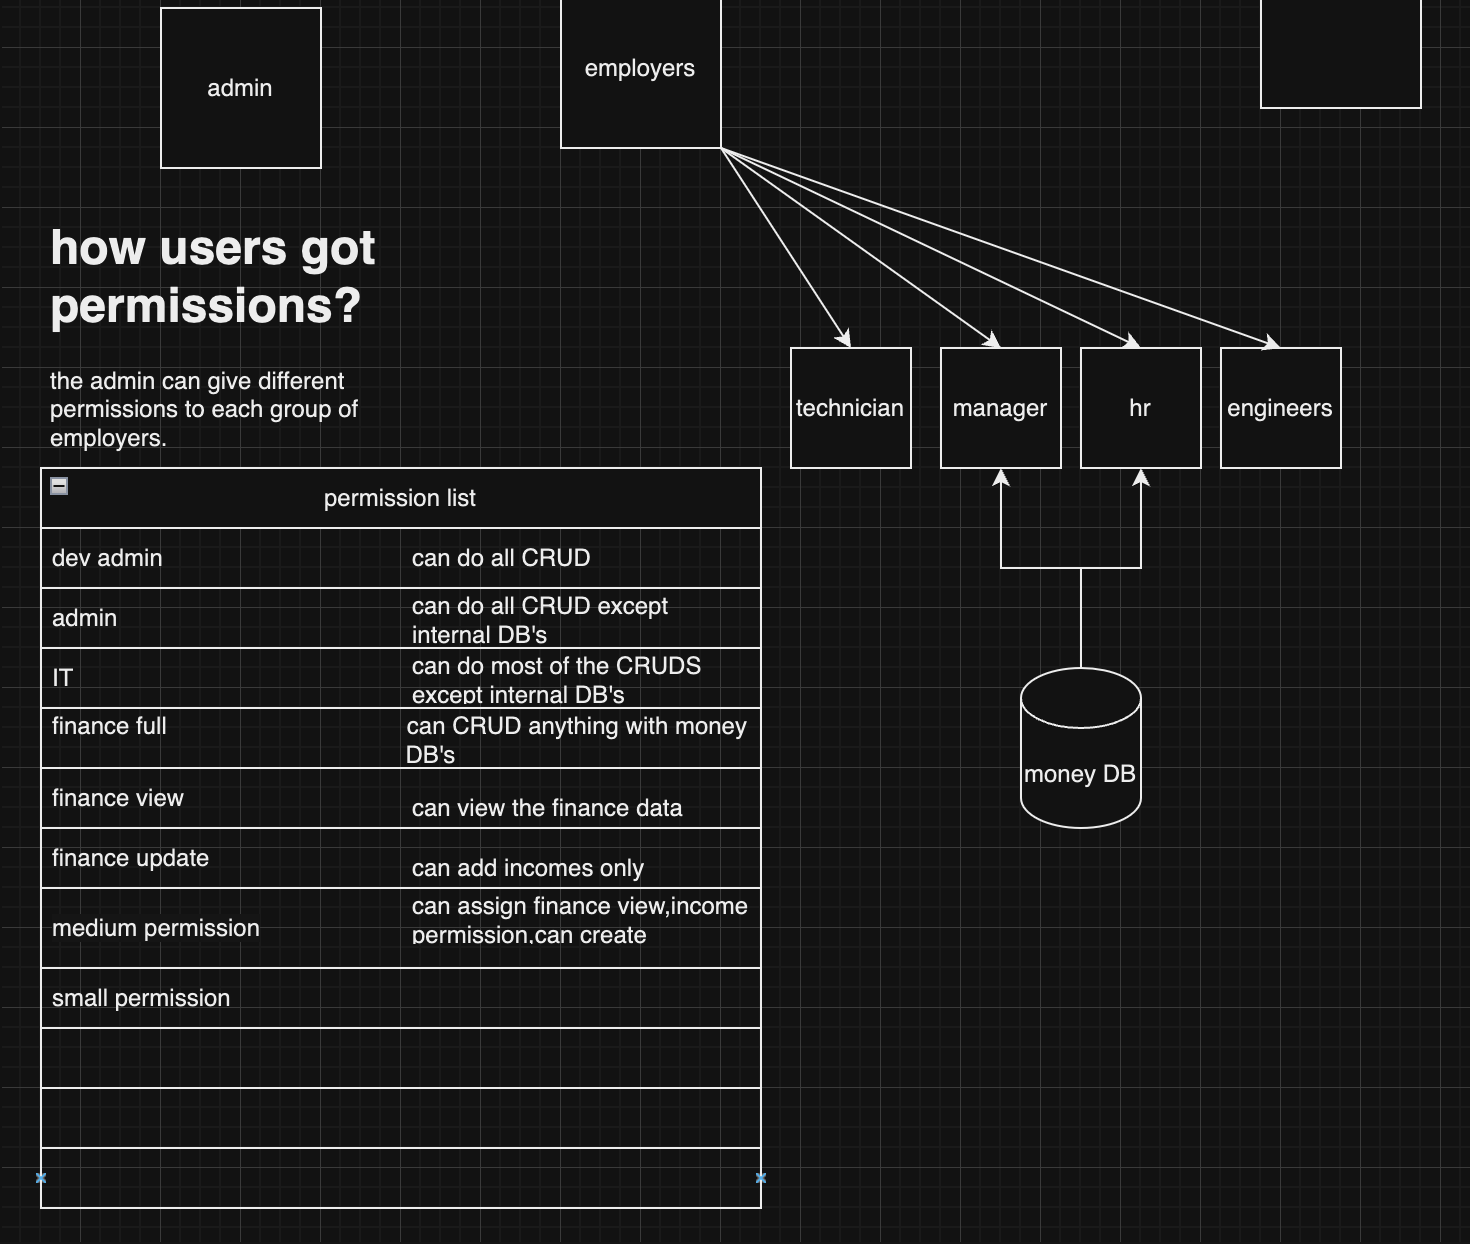 admin
employers
how users got
permissions?
the admin can give different
permissions to each group of
employers.
technician
manager
hr
engineers
permission list
dev admin
can do all CRUD
admin
can do all CRUD except
internal DB's
IT
can do most of the CRUDS
except internal DB's
finance full
can CRUD anything with money
DB's
finance view
can view the finance data
finance update
can add incomes only
medium permission
can assign finance view,income
permission,can create
small permission
money DB